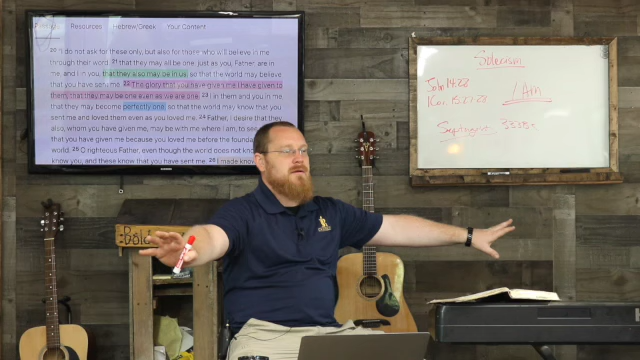 Resources Hebrew/Greek Your Content
20 "I do not ask for these only, but also for those who will believe in me
through their word, 21 that they may all be one, just as you, Father, are
in me, and I in you, that they also may be in us, so that the world may believe
that you have sent me. 22 The glory that you have given me I have given to
them, that they may be one even as we are one, 23 I in them and you in me,
that they may become perfectly one, so that the world may know that you
sent me and loved them even as you loved me. 24 Father, I desire that they
also, whom you have given me, may be with me where I am, to see
that you have given me because you loved me before the foundation
world. 25 O righteous Father, even though the world does not know
know you, and these know that you have sent me. 26 I made know
Solecism
John 14:28
I Am
1 Cor. 15:27-28
Septuagint